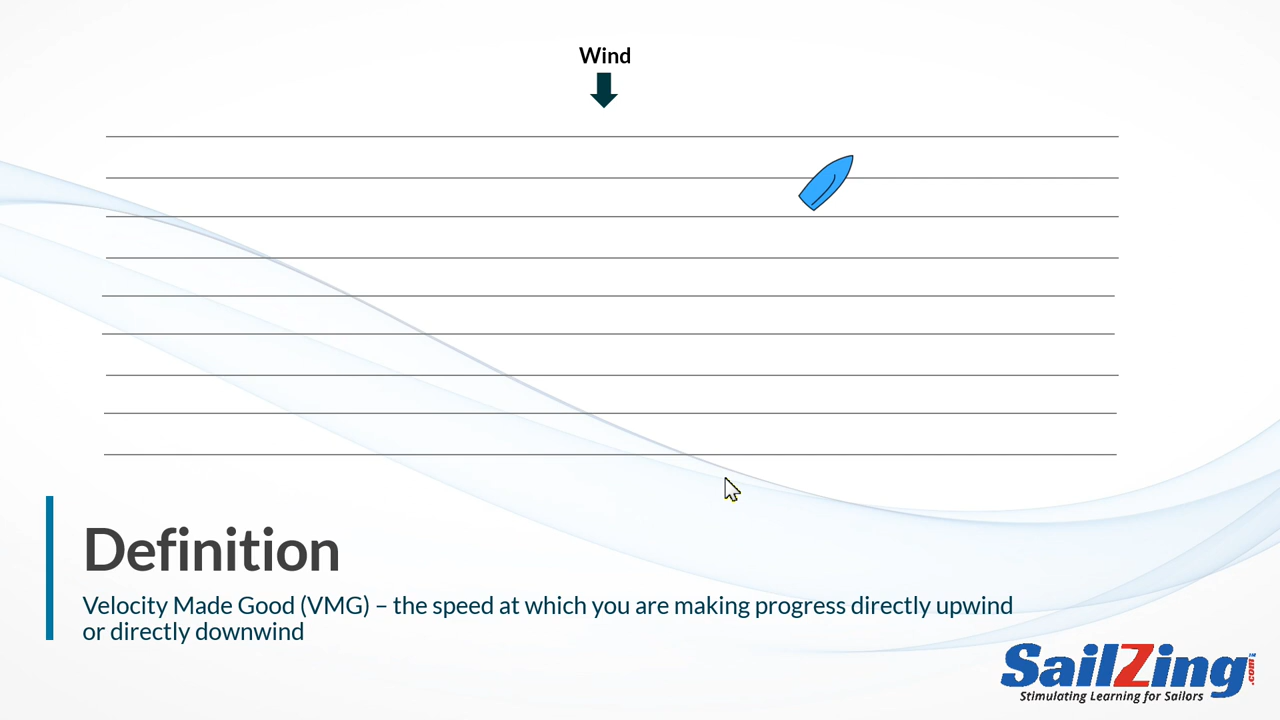 Wind
Definition
Velocity Made Good (VMG) – the speed at which you are making progress directly upwind
or directly downwind
SailZing.com™
Stimulating Learning for Sailors